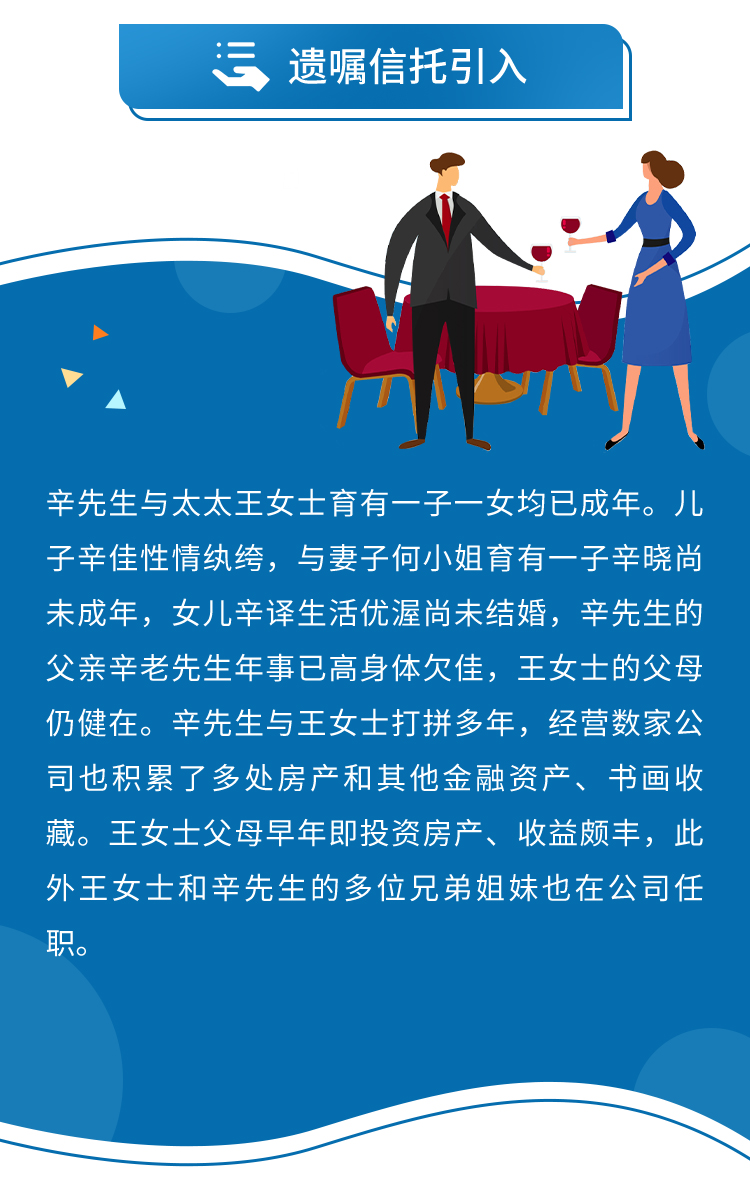 遗嘱信托引入
辛先生与太太王女士育有一子一女均已成年。儿
子辛佳性情纨绔，与妻子何小姐育有一子辛晓尚
未成年，女儿辛译生活优渥尚未结婚，辛先生的
父亲辛老先生年事已高身体欠佳，王女士的父母
仍健在。辛先生与王女士打拼多年，经营数家公
司也积累了多处房产和其他金融资产、书画收
藏。王女士父母早年即投资房产、收益颇丰，此
外王女士和辛先生的多位兄弟姐妹也在公司任
职。